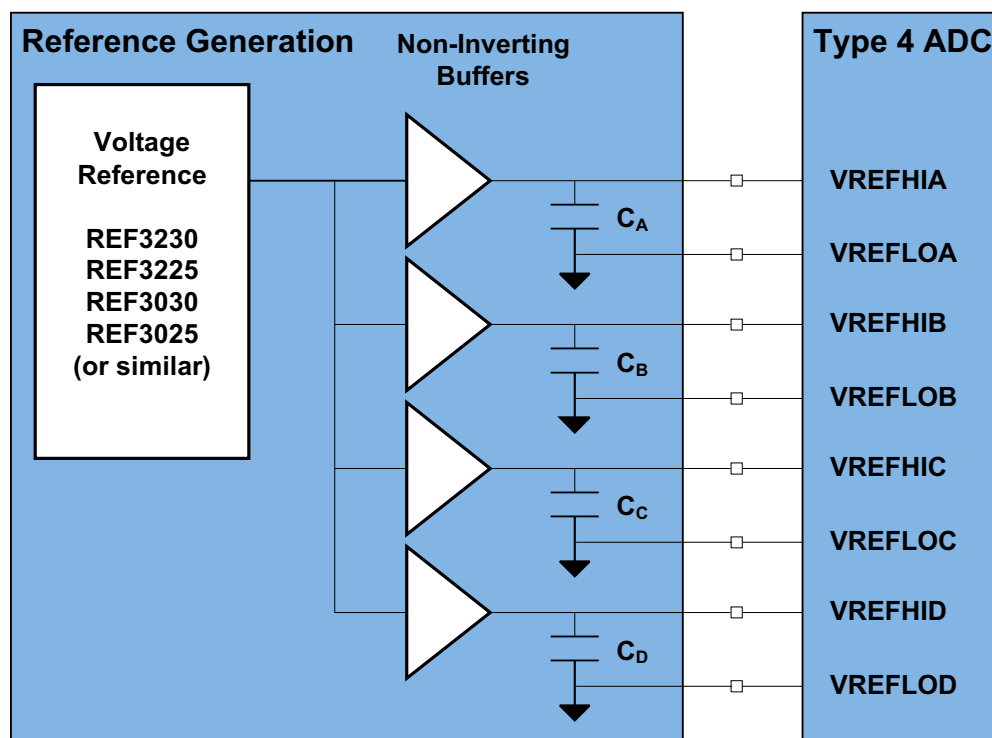 Reference Generation
Non-Inverting
Buffers
Type 4 ADC
Voltage
Reference
REF3230
REF3225
REF3030
REF3025
(or similar)
CA
VREFHIA
VREFLOA
CB
VREFHIB
VREFLOB
CC
VREFHIC
VREFLOC
CD
VREFHID
VREFLOD